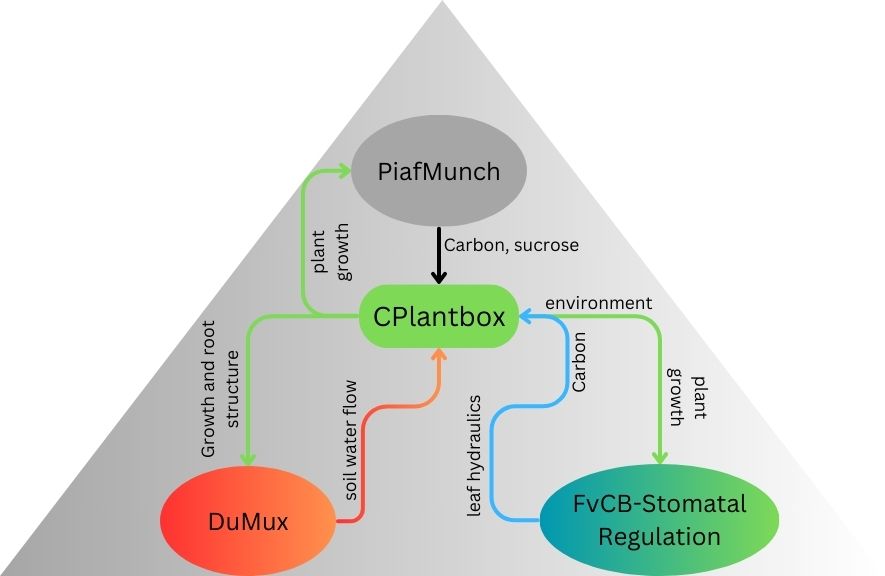 PiafMunch
plant
growth
Carbon, sucrose
CPlantbox
environment
Growth and root
structure
soil water flow
leaf hydraulics
Carbon
plant
growth
DuMux
FvCB-Stomatal
Regulation